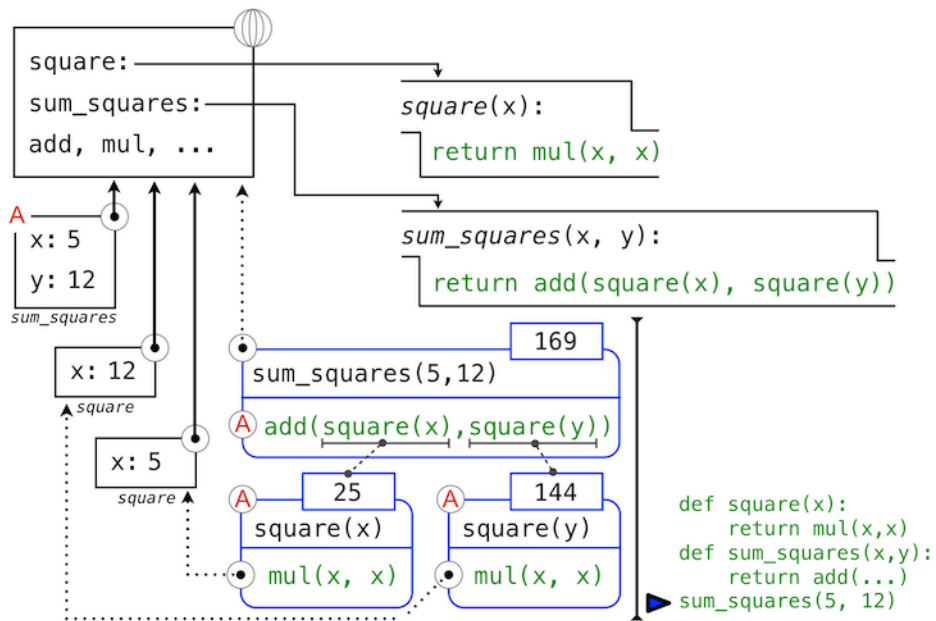 square:
sum_squares:
add, mul, ...
square(x):
return mul(x, x)
sum_squares(x, y):
return add(square(x), square(y))
A
x: 5
y: 12
sum_squares
x: 12
square
x: 5
square
169
sum_squares(5,12)
A add(square(x),square(y))
A 25
square(x)
mul(x, x)
A 144
square(y)
mul(x, x)
def square(x):
return mul(x,x)
def sum_squares(x,y):
return add(...)
sum_squares(5, 12)